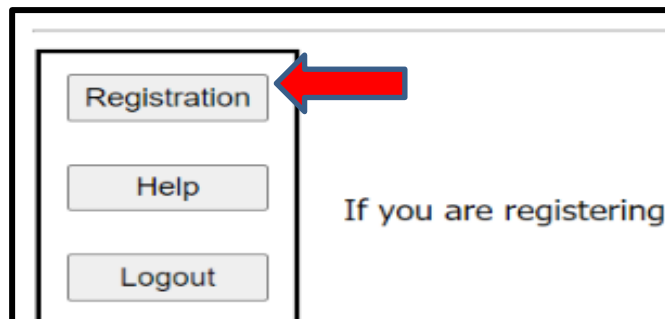 Registration
Help
If you are registering
Logout